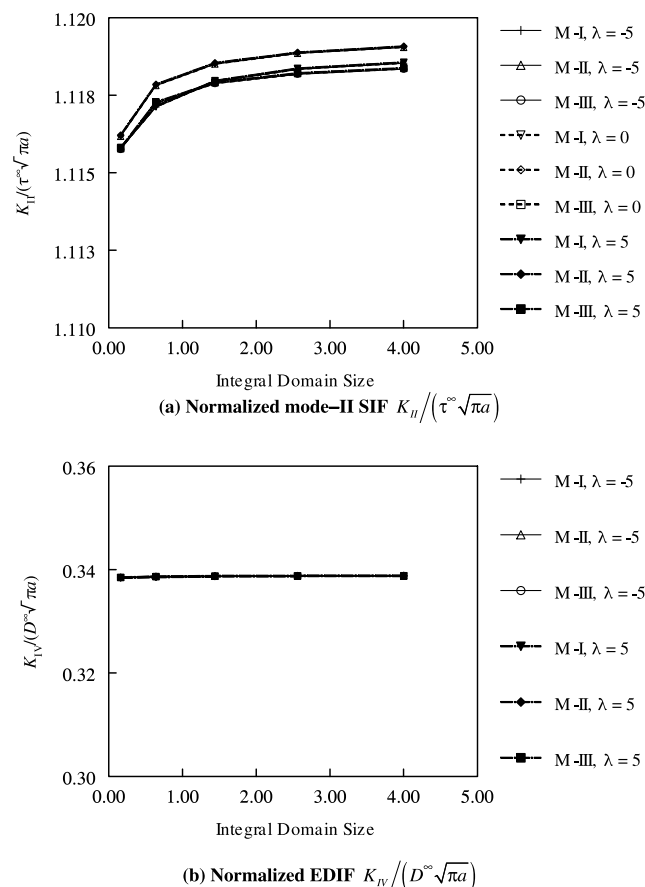 1.120
1.118
1.115
1.113
1.110
K_II/(τ^∞√πa)
0.00 1.00 2.00 3.00 4.00 5.00
Integral Domain Size
M-I, λ = -5
M-II, λ = -5
M-III, λ = -5
M-I, λ = 0
M-II, λ = 0
M-III, λ = 0
M-I, λ = 5
M-II, λ = 5
M-III, λ = 5
(a) Normalized mode–II SIF K_II/(τ^∞√πa)
0.36
0.34
0.32
0.30
K_IV/(D^∞√πa)
0.00 1.00 2.00 3.00 4.00 5.00
Integral Domain Size
M-I, λ = -5
M-II, λ = -5
M-III, λ = -5
M-I, λ = 5
M-II, λ = 5
M-III, λ = 5
(b) Normalized EDIF K_IV/(D^∞√πa)